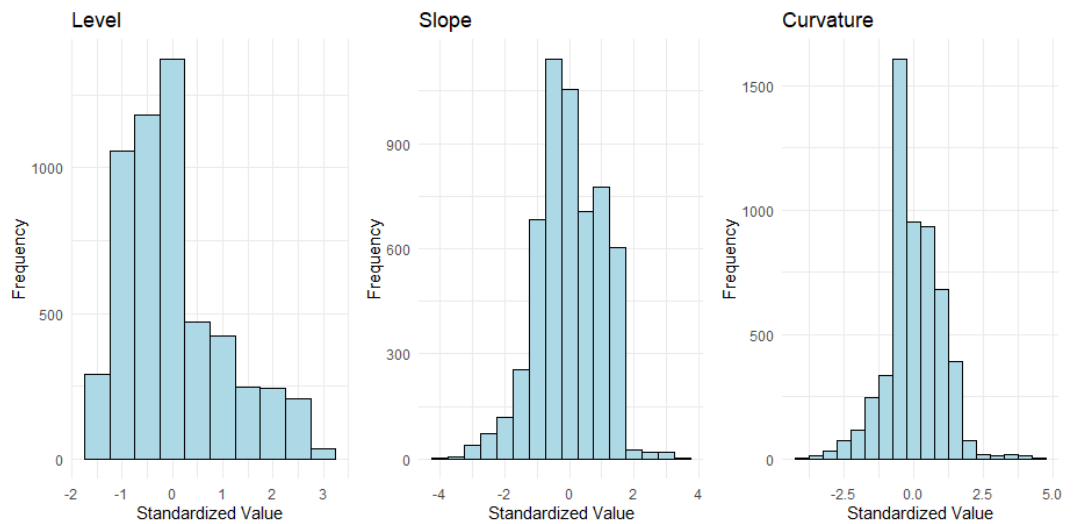 Level
Slope
Curvature
Frequency
1000
500
0
-2 -1 0 1 2 3
Standardized Value
Frequency
900
600
300
0
-4 -2 0 2 4
Standardized Value
Frequency
1500
1000
500
0
-2.5 0.0 2.5 5.0
Standardized Value